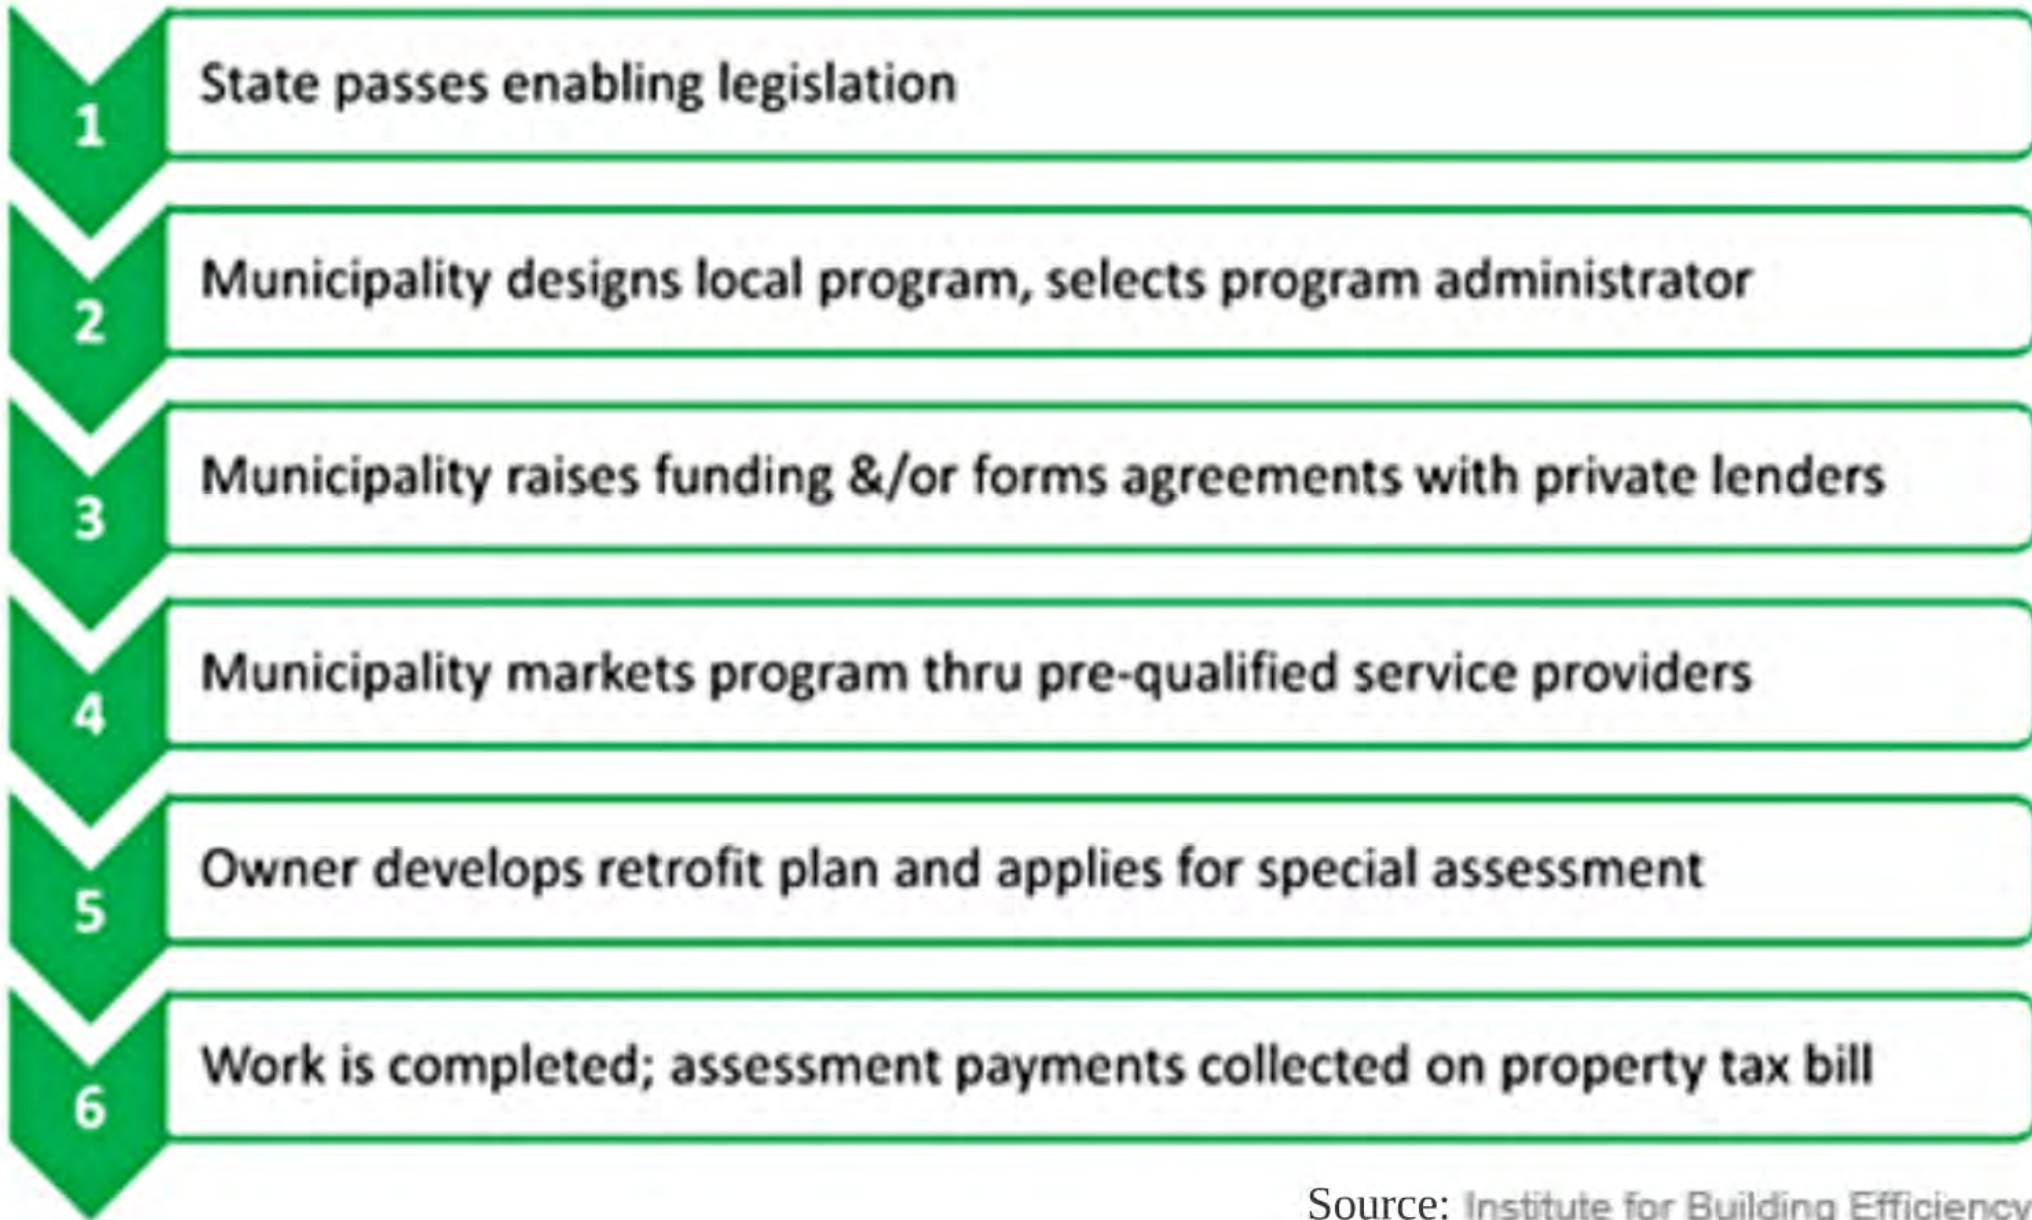 1
State passes enabling legislation
2
Municipality designs local program, selects program administrator
3
Municipality raises funding &/or forms agreements with private lenders
4
Municipality markets program thru pre-qualified service providers
5
Owner develops retrofit plan and applies for special assessment
6
Work is completed; assessment payments collected on property tax bill
Source: Institute for Building Efficiency